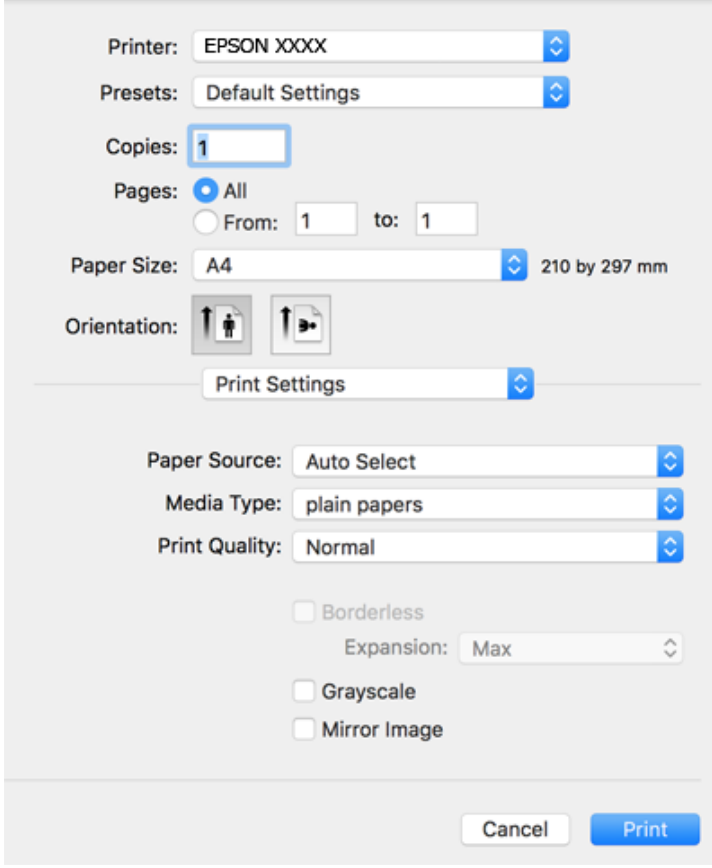 Printer: EPSON XXXX
Presets: Default Settings
Copies: 1
Pages: All
From: 1 to: 1
Paper Size: A4 210 by 297 mm
Orientation:
Print Settings
Paper Source: Auto Select
Media Type: plain papers
Print Quality: Normal
Borderless
Expansion: Max
Grayscale
Mirror Image
Cancel Print